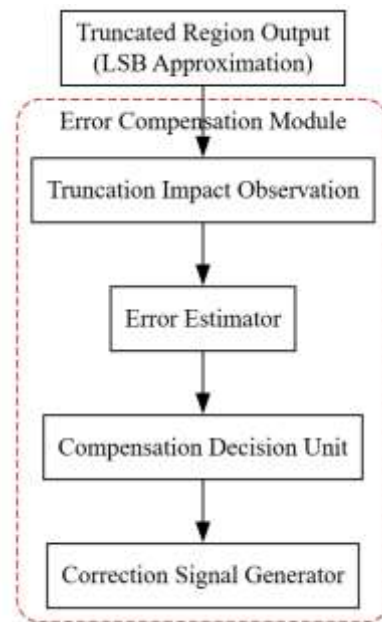 Truncated Region Output
(LSB Approximation)
Error Compensation Module
Truncation Impact Observation
Error Estimator
Compensation Decision Unit
Correction Signal Generator